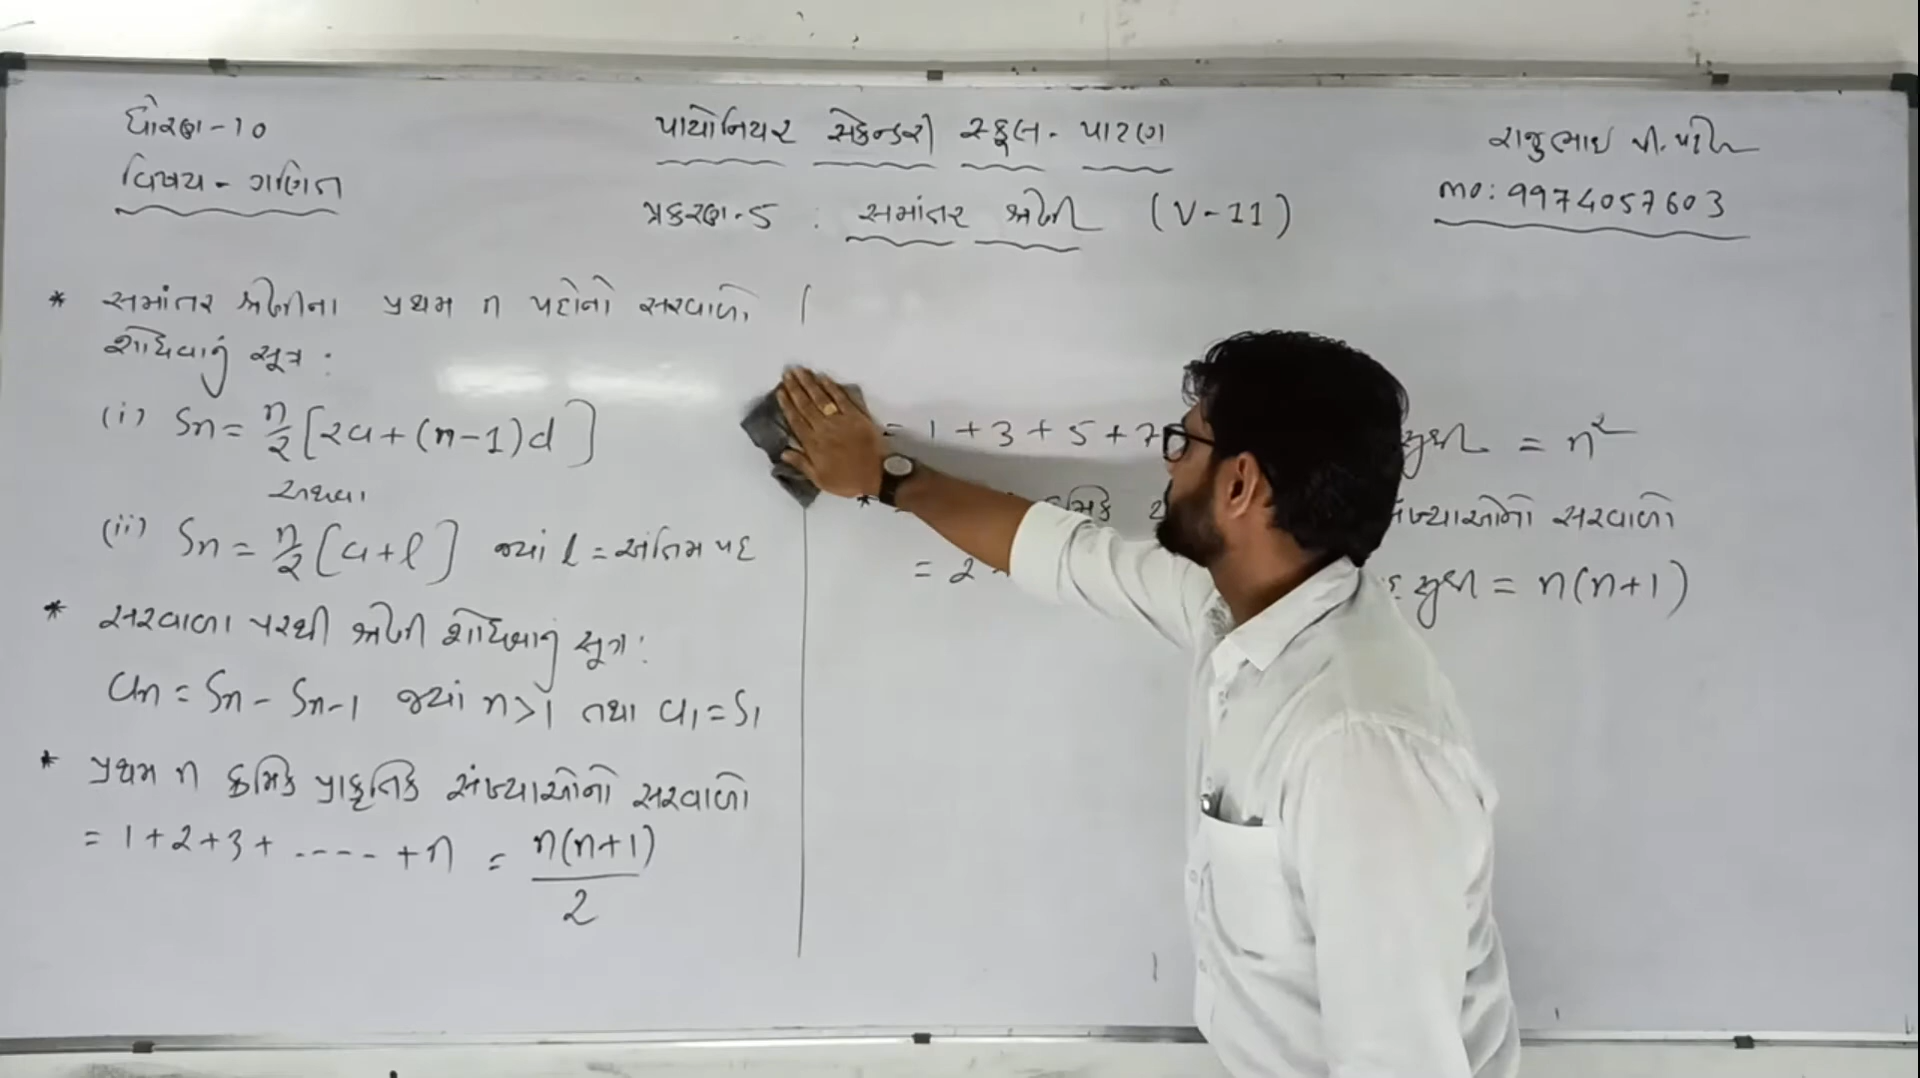 ધોરણ-10
વિષય - ગણિત
પાયોનિયર સેકન્ડરી સ્કૂલ - પાટણ
પ્રકરણ-5 : સમાંતર શ્રેણી (V-11)
રાજુભાઇ પી.
mo: 9974057603
* સમાંતર શ્રેણીના પ્રથમ n પદોનો સરવાળો
શોધવાનું સૂત્ર :
(i) Sn = n/2 [2a + (n-1)d]
અથવા
(ii) Sn = n/2 [a + l] જ્યાં l = અંતિમ પદ
* સરવાળા પરથી શ્રેણી શોધવાનું સૂત્ર :
an = Sn - Sn-1 જ્યાં n>1 તથા a1 = S1
* પ્રથમ n ક્રમિક પ્રાકૃતિક સંખ્યાઓનો સરવાળો
= 1 + 2 + 3 + ---- + n = n(n+1)/2
= 1 + 3 + 5 + 7 સુધી = n²
* સરવાળો
= 2 સુધી = n(n+1)